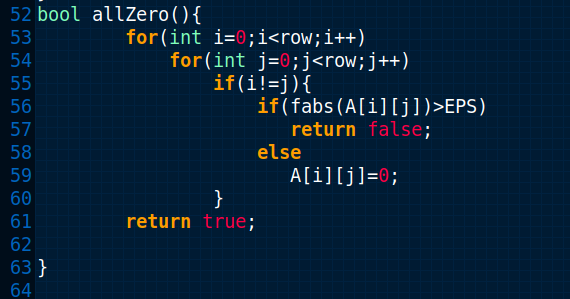 52 bool allZero(){
53         for(int i=0;i<row;i++)
54             for(int j=0;j<row;j++)
55                 if(i!=j){
56                     if(fabs(A[i][j])>EPS)
57                        return false;
58                     else
59                        A[i][j]=0;
60                 }
61         return true;
62
63 }
64